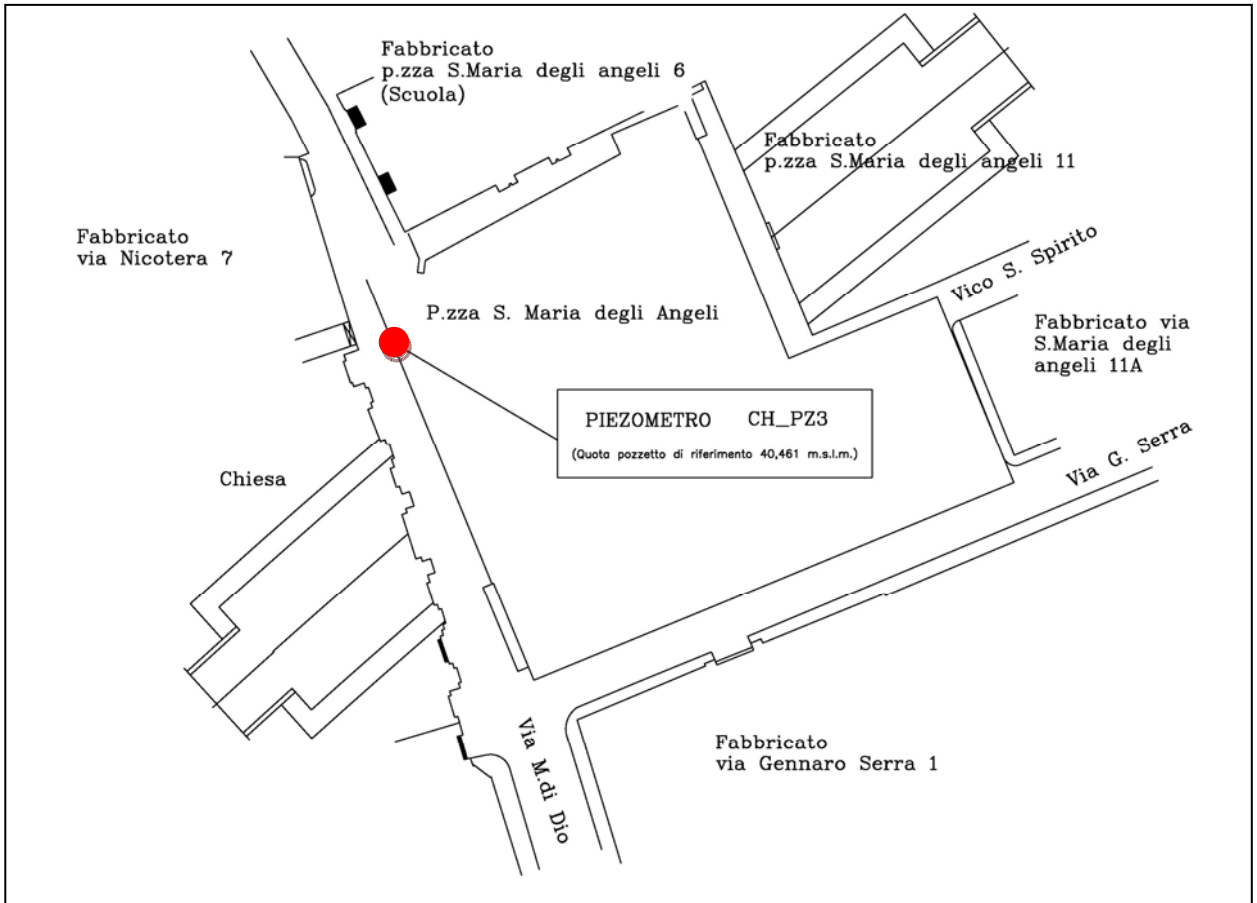 Fabbricato
p.zza S.Maria degli angeli 6
(Scuola)
Fabbricato
p.zza S.Maria degli angeli 11
Fabbricato
via Nicotera 7
Vico S. Spirito
P.zza S. Maria degli Angeli
Fabbricato via
S.Maria degli
angeli 11A
PIEZOMETRO CH_PZ3
(Quota pozzetto di riferimento 40,461 m.s.l.m.)
Via G. Serra
Chiesa
Via M.di Dio
Fabbricato
via Gennaro Serra 1